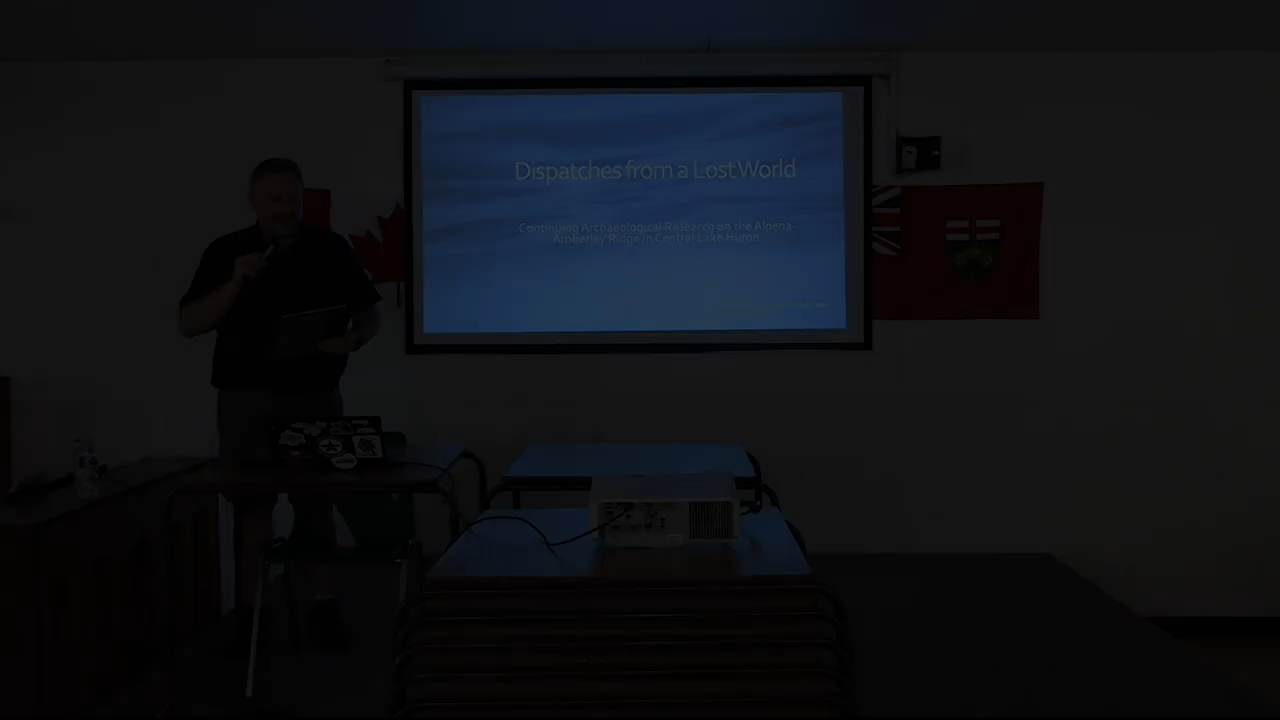 Dispatches from a Lost World
Continuing Archaeological Research on the Alpena-
Amberley Ridge in Central Lake Huron